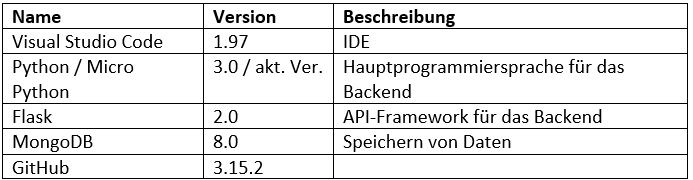 Name Version Beschreibung
Visual Studio Code 1.97 IDE
Python / Micro 3.0 / akt. Ver. Hauptprogrammiersprache für das
Python Backend
Flask 2.0 API-Framework für das Backend
MongoDB 8.0 Speichern von Daten
GitHub 3.15.2